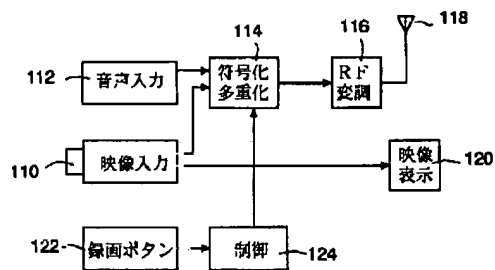 114
116
118
112
音声入力
符号化
多重化
RF
変調
110
映像入力
映像
表示
120
122
録画ボタン
制御
124